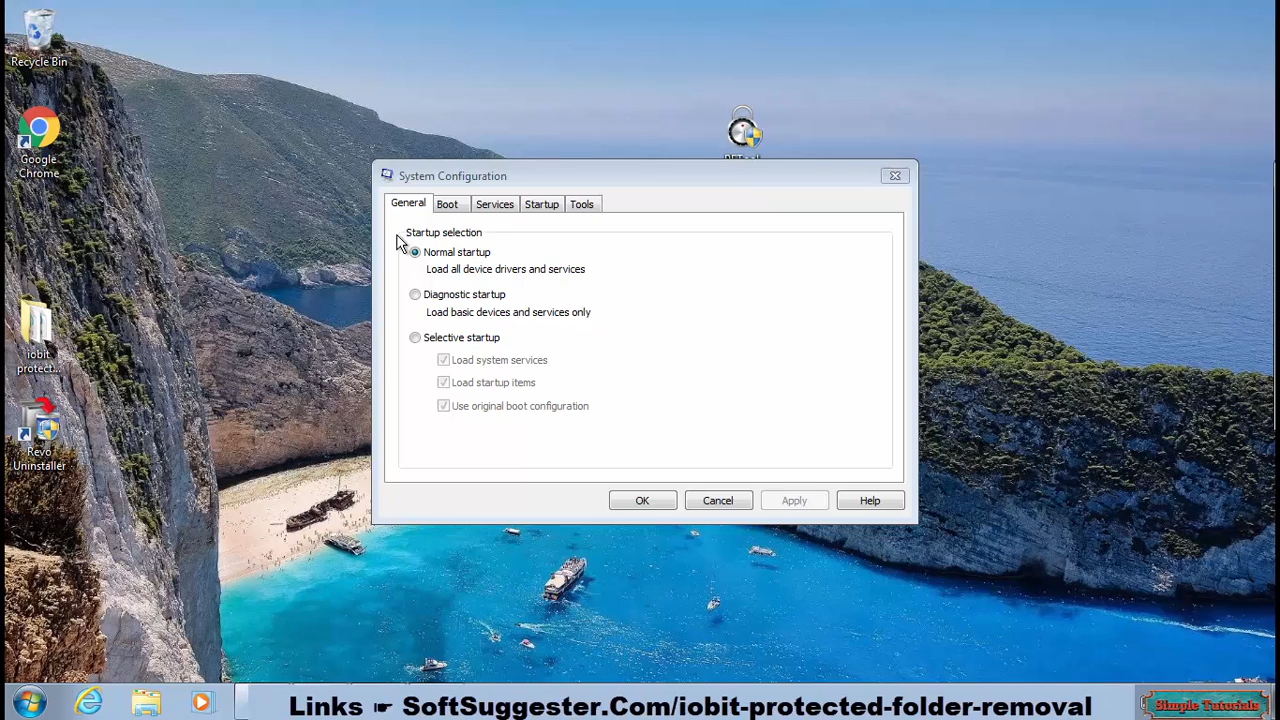 Recycle Bin
Google
Chrome
iobit
protect...
Revo
Uninstaller
System Configuration
General
Boot
Services
Startup
Tools
Startup selection
Normal startup
Load all device drivers and services
Diagnostic startup
Load basic devices and services only
Selective startup
Load system services
Load startup items
Use original boot configuration
OK
Cancel
Apply
Help
Links ☛ SoftSuggester.Com/iobit-protected-folder-removal
Simple Tutorials